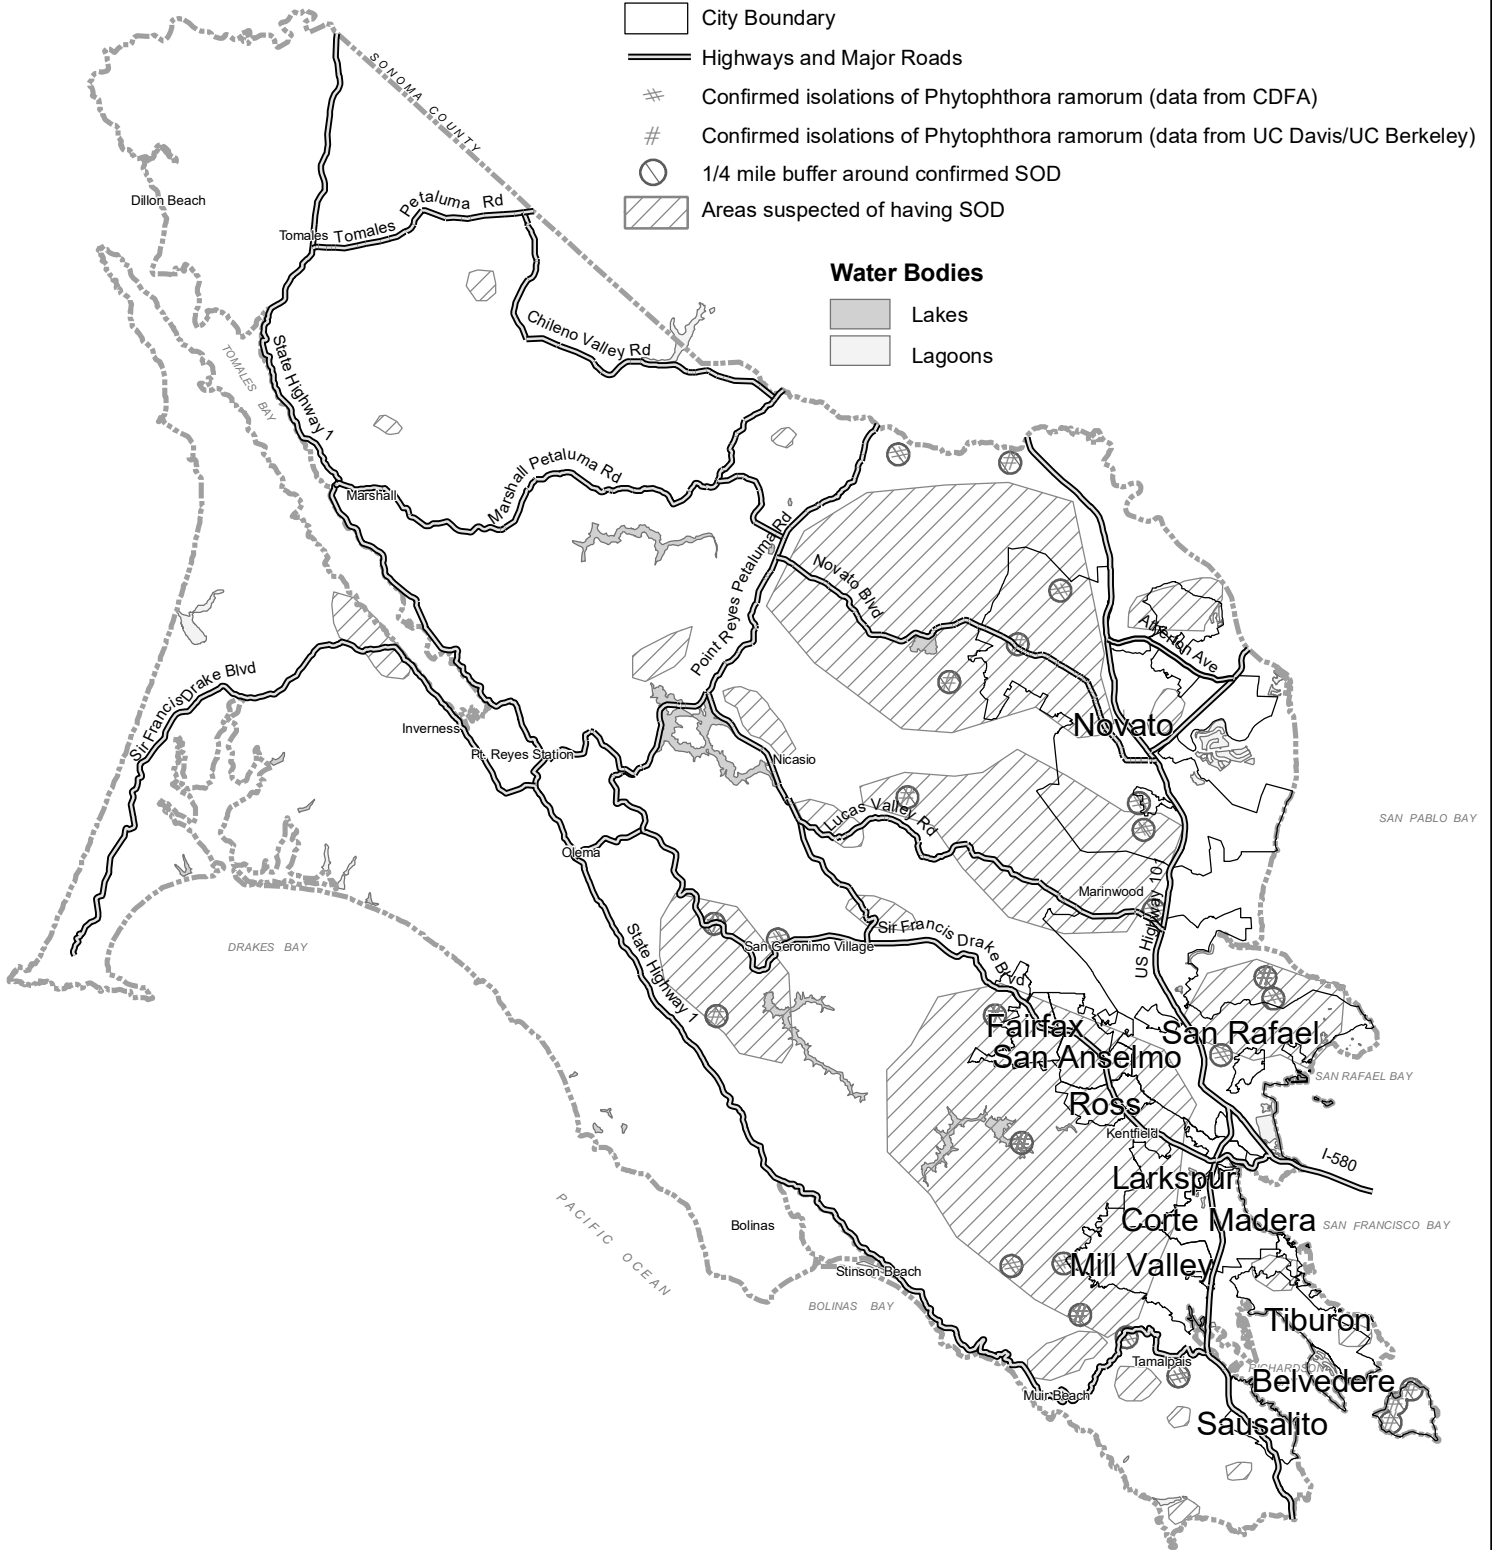 City Boundary
Highways and Major Roads
Confirmed isolations of Phytophthora ramorum (data from CDFA)
Confirmed isolations of Phytophthora ramorum (data from UC Davis/UC Berkeley)
1/4 mile buffer around confirmed SOD
Areas suspected of having SOD
Water Bodies
Lakes
Lagoons
SONOMA COUNTY
Dillon Beach
Tomales
Tomales Petaluma Rd
Chileno Valley Rd
State Highway 1
TOMALES BAY
Marshall
Marshall Petaluma Rd
Point Reyes Petaluma Rd
Novato Blvd
Atherton Ave
Sir Francis Drake Blvd
Inverness
Pt. Reyes Station
Novato
Nicasio
Lucas Valley Rd
SAN PABLO BAY
Olema
Marinwood
US Highway 101
DRAKES BAY
State Highway 1
San Geronimo Village
Sir Francis Drake Blvd
Fairfax
San Rafael
San Anselmo
SAN RAFAEL BAY
Ross
Kentfield
I-580
Larkspur
PACIFIC OCEAN
Bolinas
Corte Madera
SAN FRANCISCO BAY
Mill Valley
Stinson Beach
BOLINAS BAY
Tiburon
Tamalpais
RICHARDSON
Belvedere
Muir Beach
Sausalito